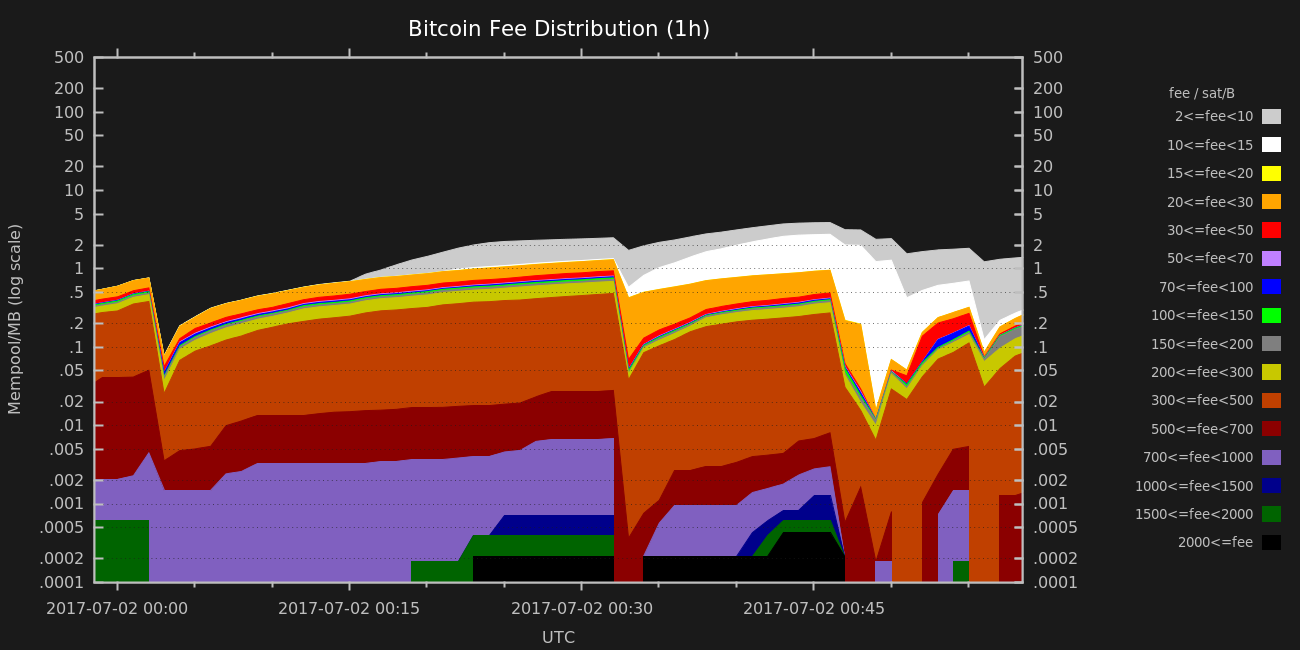 Bitcoin Fee Distribution (1h)
500 500
200 200
100 100
50 50
20 20
10 10
5 5
2 2
1 1
.5 .5
.2 .2
.1 .1
.05 .05
.02 .02
.01 .01
.005 .005
.002 .002
.001 .001
.0005 .0005
.0002 .0002
.0001 .0001
Mempool/MB (log scale)
2017-07-02 00:00 2017-07-02 00:15 2017-07-02 00:30 2017-07-02 00:45
UTC
fee / sat/B
2<=fee<10
10<=fee<15
15<=fee<20
20<=fee<30
30<=fee<50
50<=fee<70
70<=fee<100
100<=fee<150
150<=fee<200
200<=fee<300
300<=fee<500
500<=fee<700
700<=fee<1000
1000<=fee<1500
1500<=fee<2000
2000<=fee